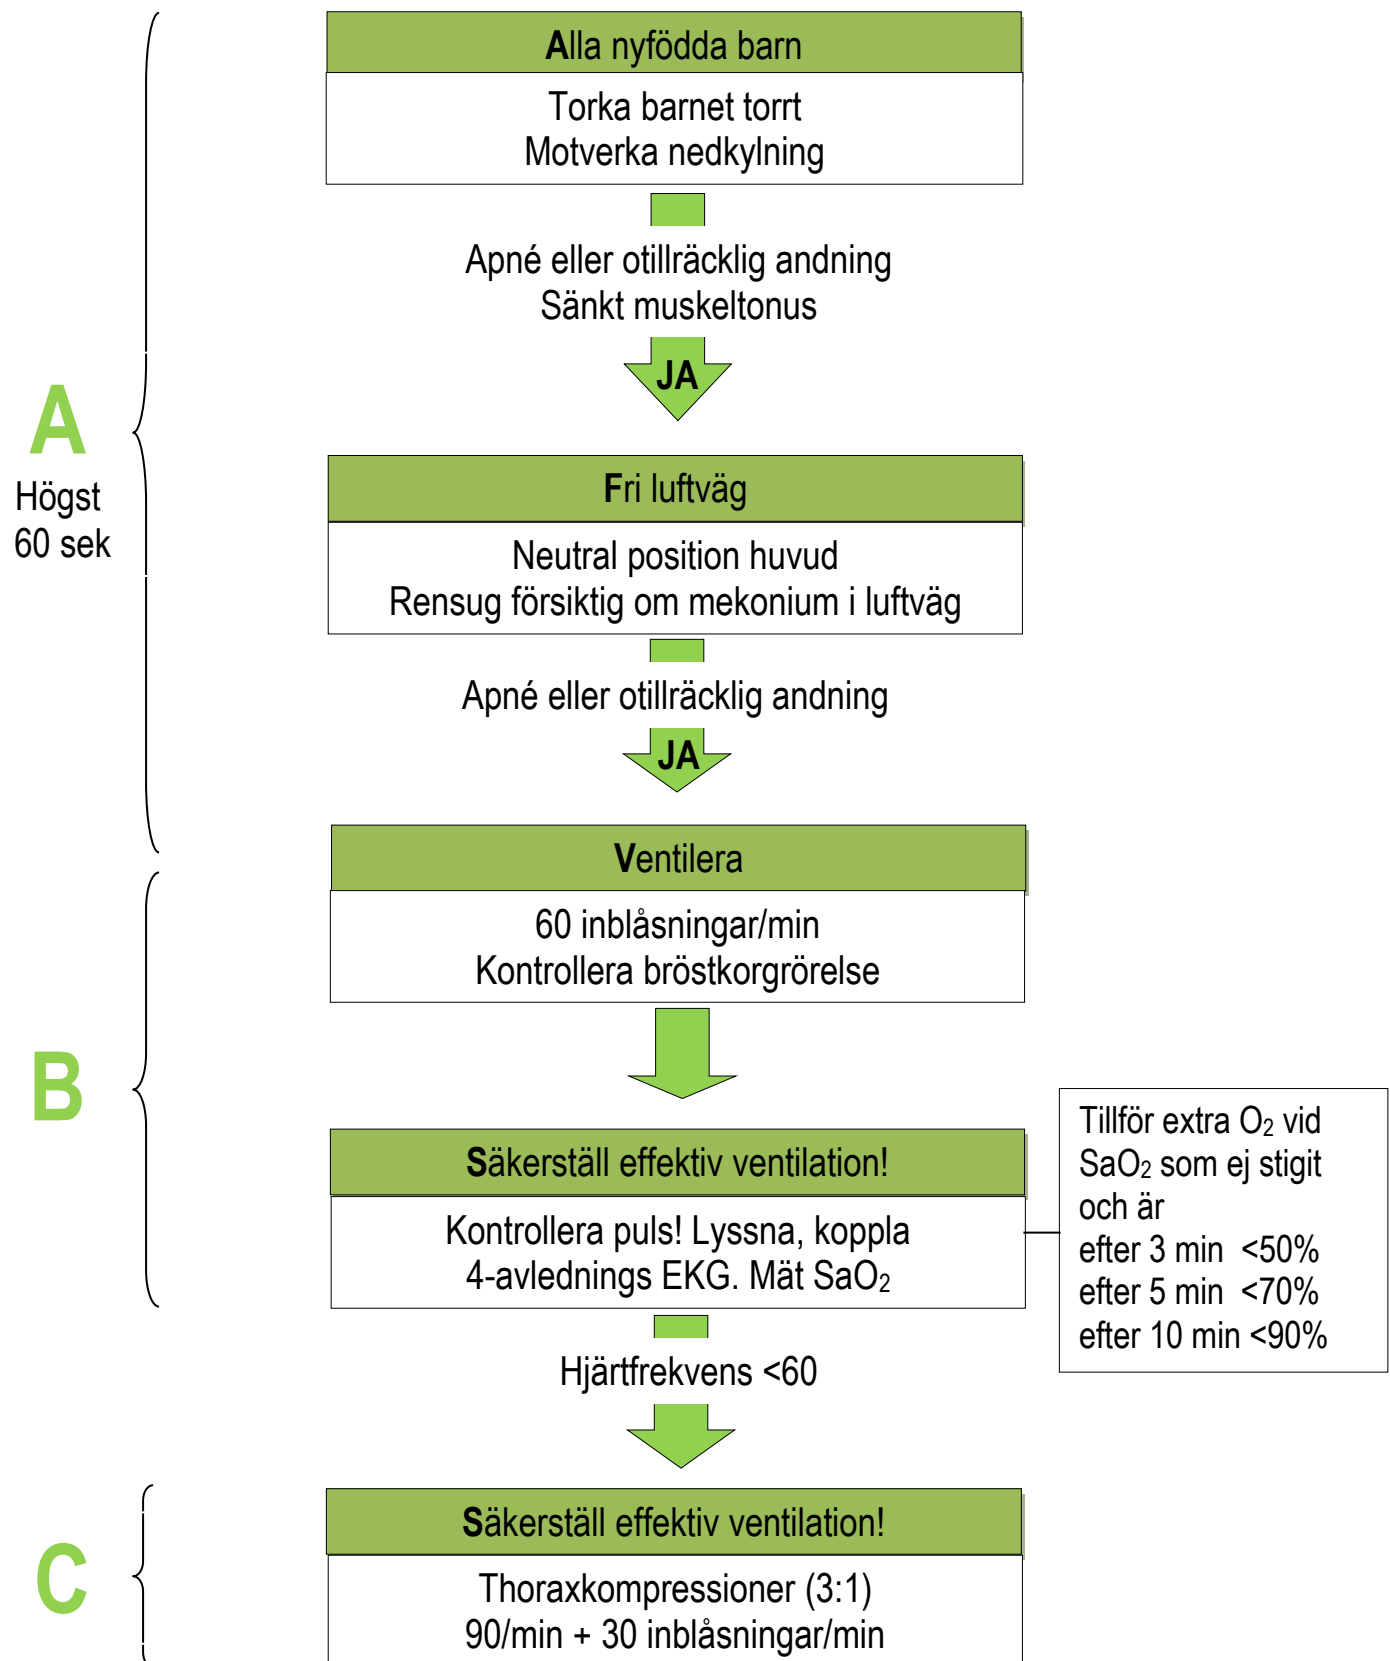 Alla nyfödda barn
Torka barnet torrt
Motverka nedkylning
Apné eller otillräcklig andning
Sänkt muskeltonus
JA
A
Högst
60 sek
Fri luftväg
Neutral position huvud
Rensug försiktig om mekonium i luftväg
Apné eller otillräcklig andning
JA
Ventilera
60 inblåsningar/min
Kontrollera bröstkorgrörelse
B
Säkerställ effektiv ventilation!
Kontrollera puls! Lyssna, koppla
4-avlednings EKG. Mät SaO₂
Tillför extra O₂ vid
SaO₂ som ej stigit
och är
efter 3 min <50%
efter 5 min <70%
efter 10 min <90%
Hjärtfrekvens <60
C
Säkerställ effektiv ventilation!
Thoraxkompressioner (3:1)
90/min + 30 inblåsningar/min